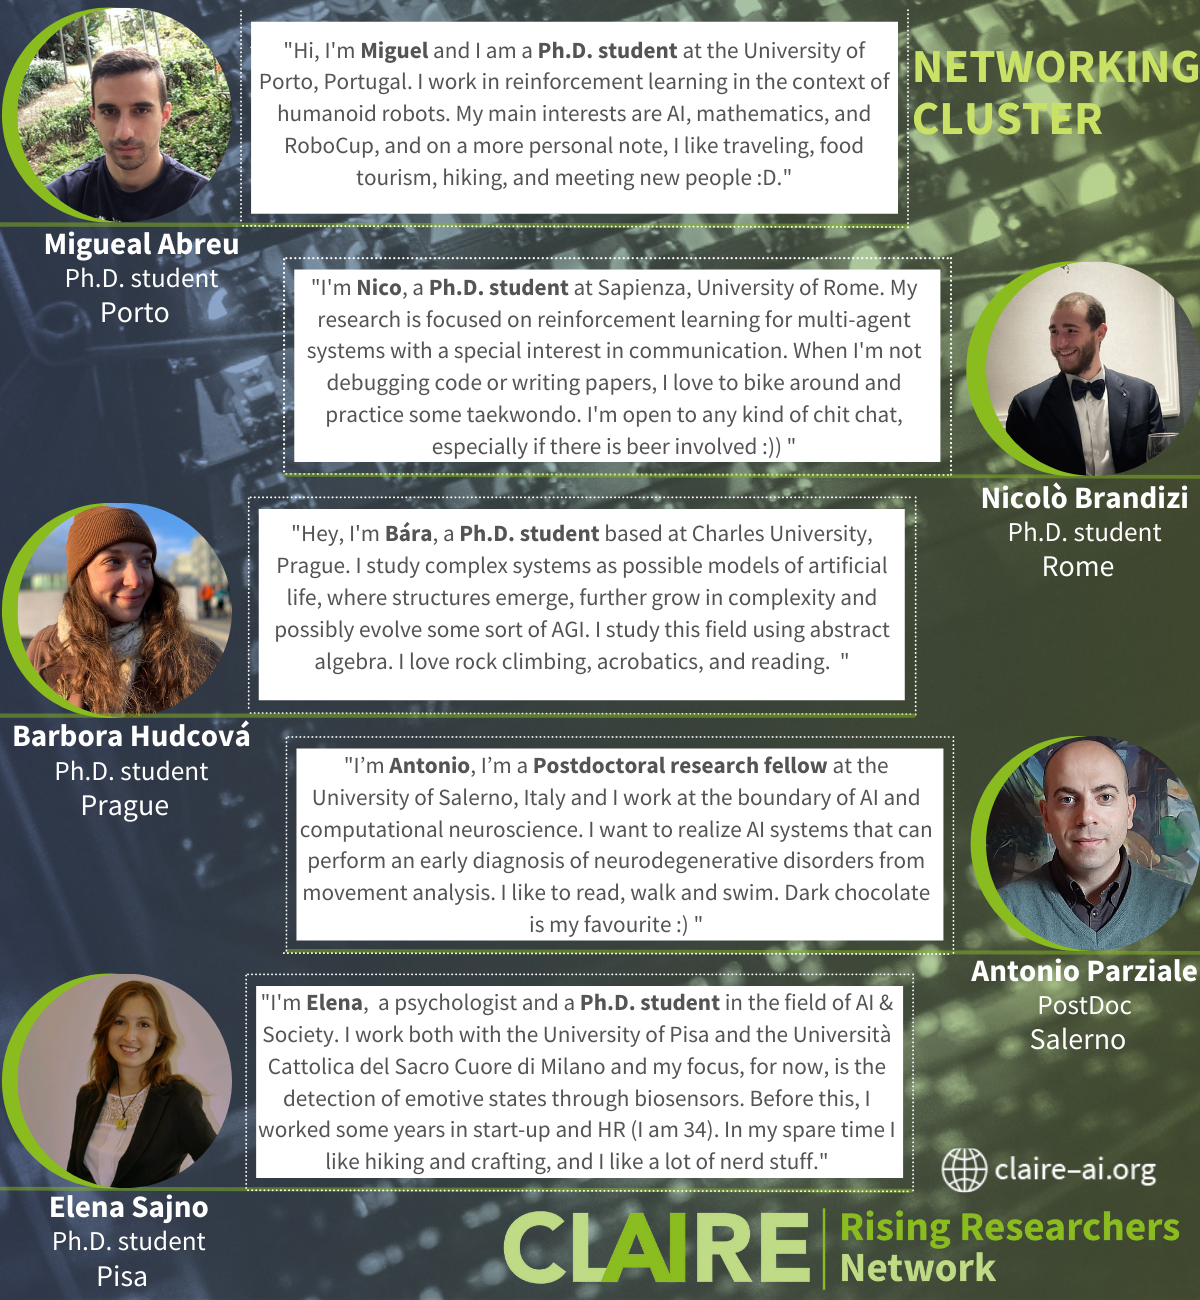 "Hi, I'm Miguel and I am a Ph.D. student at the University of
Porto, Portugal. I work in reinforcement learning in the context of
humanoid robots. My main interests are AI, mathematics, and
RoboCup, and on a more personal note, I like traveling, food
tourism, hiking, and meeting new people :D."
NETWORKING
CLUSTER
Migueal Abreu
Ph.D. student
Porto
"I'm Nico, a Ph.D. student at Sapienza, University of Rome. My
research is focused on reinforcement learning for multi-agent
systems with a special interest in communication. When I'm not
debugging code or writing papers, I love to bike around and
practice some taekwondo. I'm open to any kind of chit chat,
especially if there is beer involved :)) "
Nicolò Brandizi
Ph.D. student
Rome
"Hey, I'm Bára, a Ph.D. student based at Charles University,
Prague. I study complex systems as possible models of artificial
life, where structures emerge, further grow in complexity and
possibly evolve some sort of AGI. I study this field using abstract
algebra. I love rock climbing, acrobatics, and reading.  "
Barbora Hudcová
Ph.D. student
Prague
"I’m Antonio, I’m a Postdoctoral research fellow at the
University of Salerno, Italy and I work at the boundary of AI and
computational neuroscience. I want to realize AI systems that can
perform an early diagnosis of neurodegenerative disorders from
movement analysis. I like to read, walk and swim. Dark chocolate
is my favourite :) "
Antonio Parziale
PostDoc
Salerno
"I'm Elena,  a psychologist and a Ph.D. student in the field of AI &
Society. I work both with the University of Pisa and the Università
Cattolica del Sacro Cuore di Milano and my focus, for now, is the
detection of emotive states through biosensors. Before this, I
worked some years in start-up and HR (I am 34). In my spare time I
like hiking and crafting, and I like a lot of nerd stuff."
Elena Sajno
Ph.D. student
Pisa
claire-ai.org
CLAIRE
Rising Researchers
Network